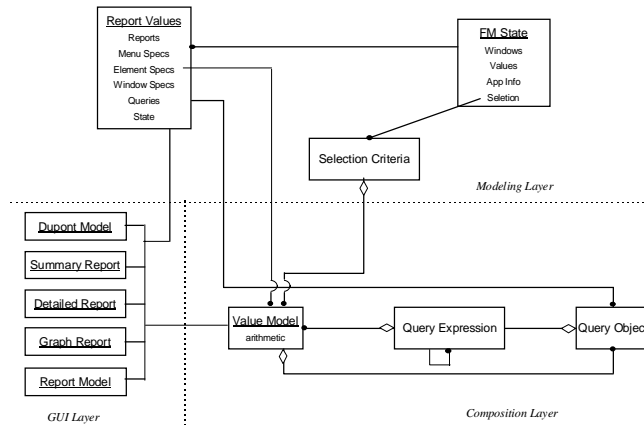 Report Values
Reports
Menu Specs
Element Specs
Window Specs
Queries
State
FM State
Windows
Values
App Info
Seletion
Selection Criteria
Modeling Layer
Dupont Model
Summary Report
Detailed Report
Graph Report
Report Model
GUI Layer
Value Model
arithmetic
Query Expression
Query Objec
Composition Layer